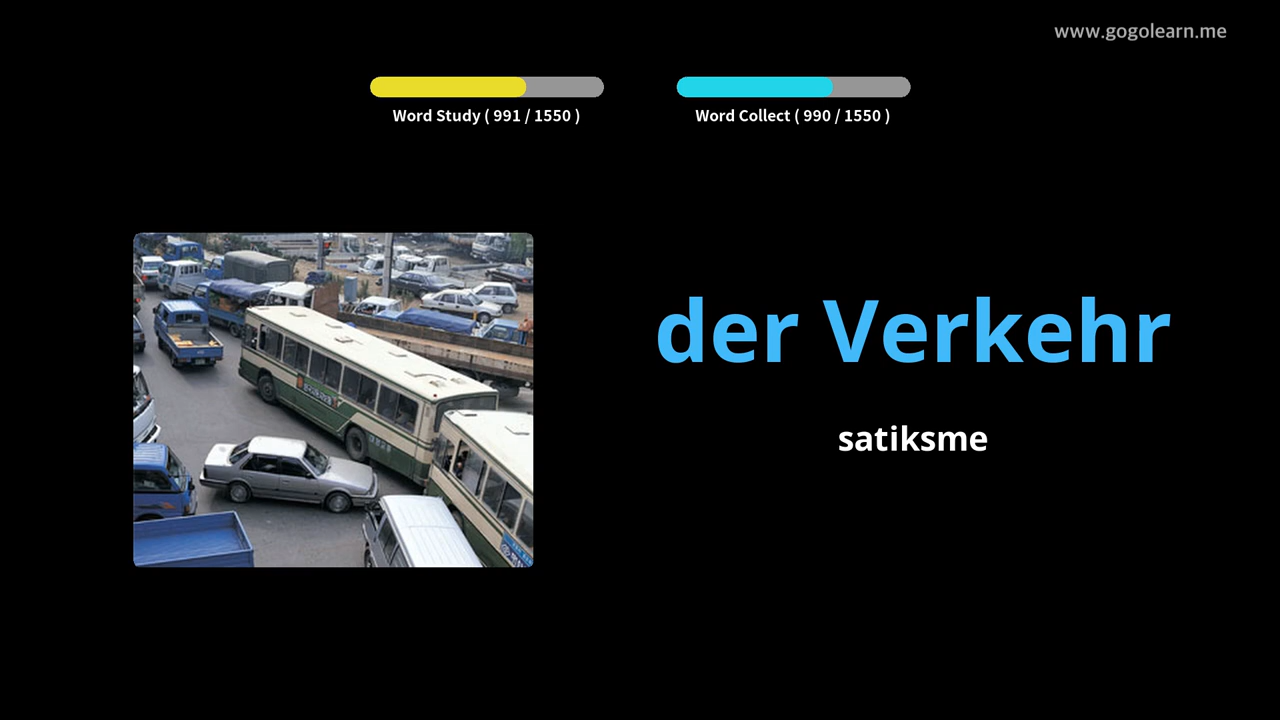 www.gogolearn.me
Word Study ( 991 / 1550 )
Word Collect ( 990 / 1550 )
der Verkehr
satiksme